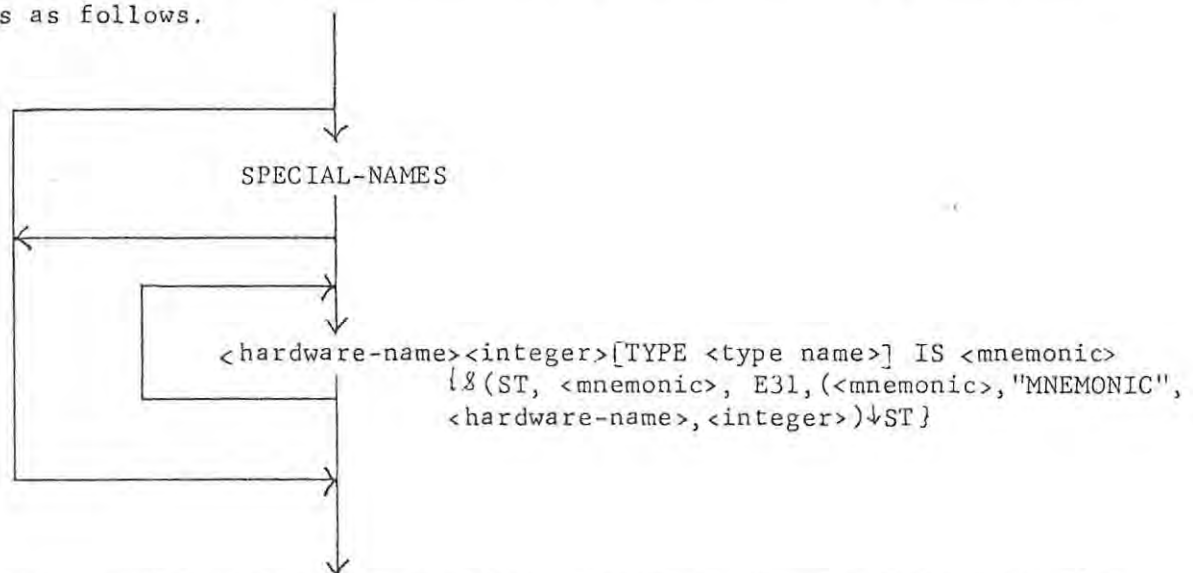 s as follows.
SPECIAL-NAMES
<hardware-name><integer>[TYPE <type name>] IS <mnemonic>
(ST, <mnemonic>, E31,(<mnemonic>,"MNEMONIC",
<hardware-name>,<integer>)↓ST}